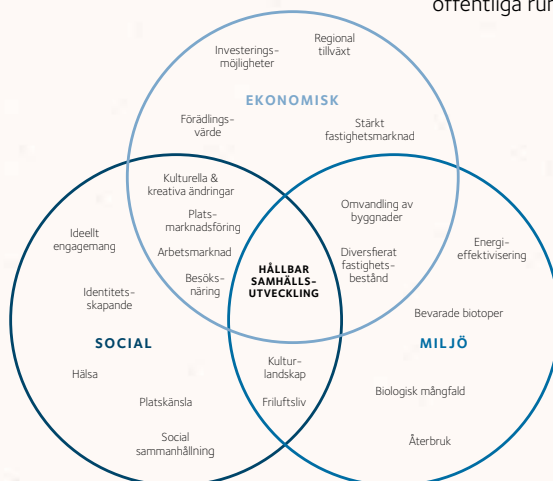 offentliga
Regional
tillväxt
Investerings-
möjligheter
EKONOMISK
Förädlings-
värde
Stärkt
fastighetsmarknad
Kulturella &
kreativa ändringar
Plats-
marknadsföring
Arbetsmarknad
Besöks-
näring
Omvandling av
byggnader
Diversfierat
fastighets-
bestånd
HÅLLBAR
SAMHÄLLS-
UTVECKLING
Ideellt
engagemang
Identitets-
skapande
SOCIAL
Hälsa
Platskänsla
Social
sammanhållning
Kultur-
landskap
Friluftsliv
Energi-
effektivisering
Bevarade biotoper
MILJÖ
Biologisk mångfald
Återbruk